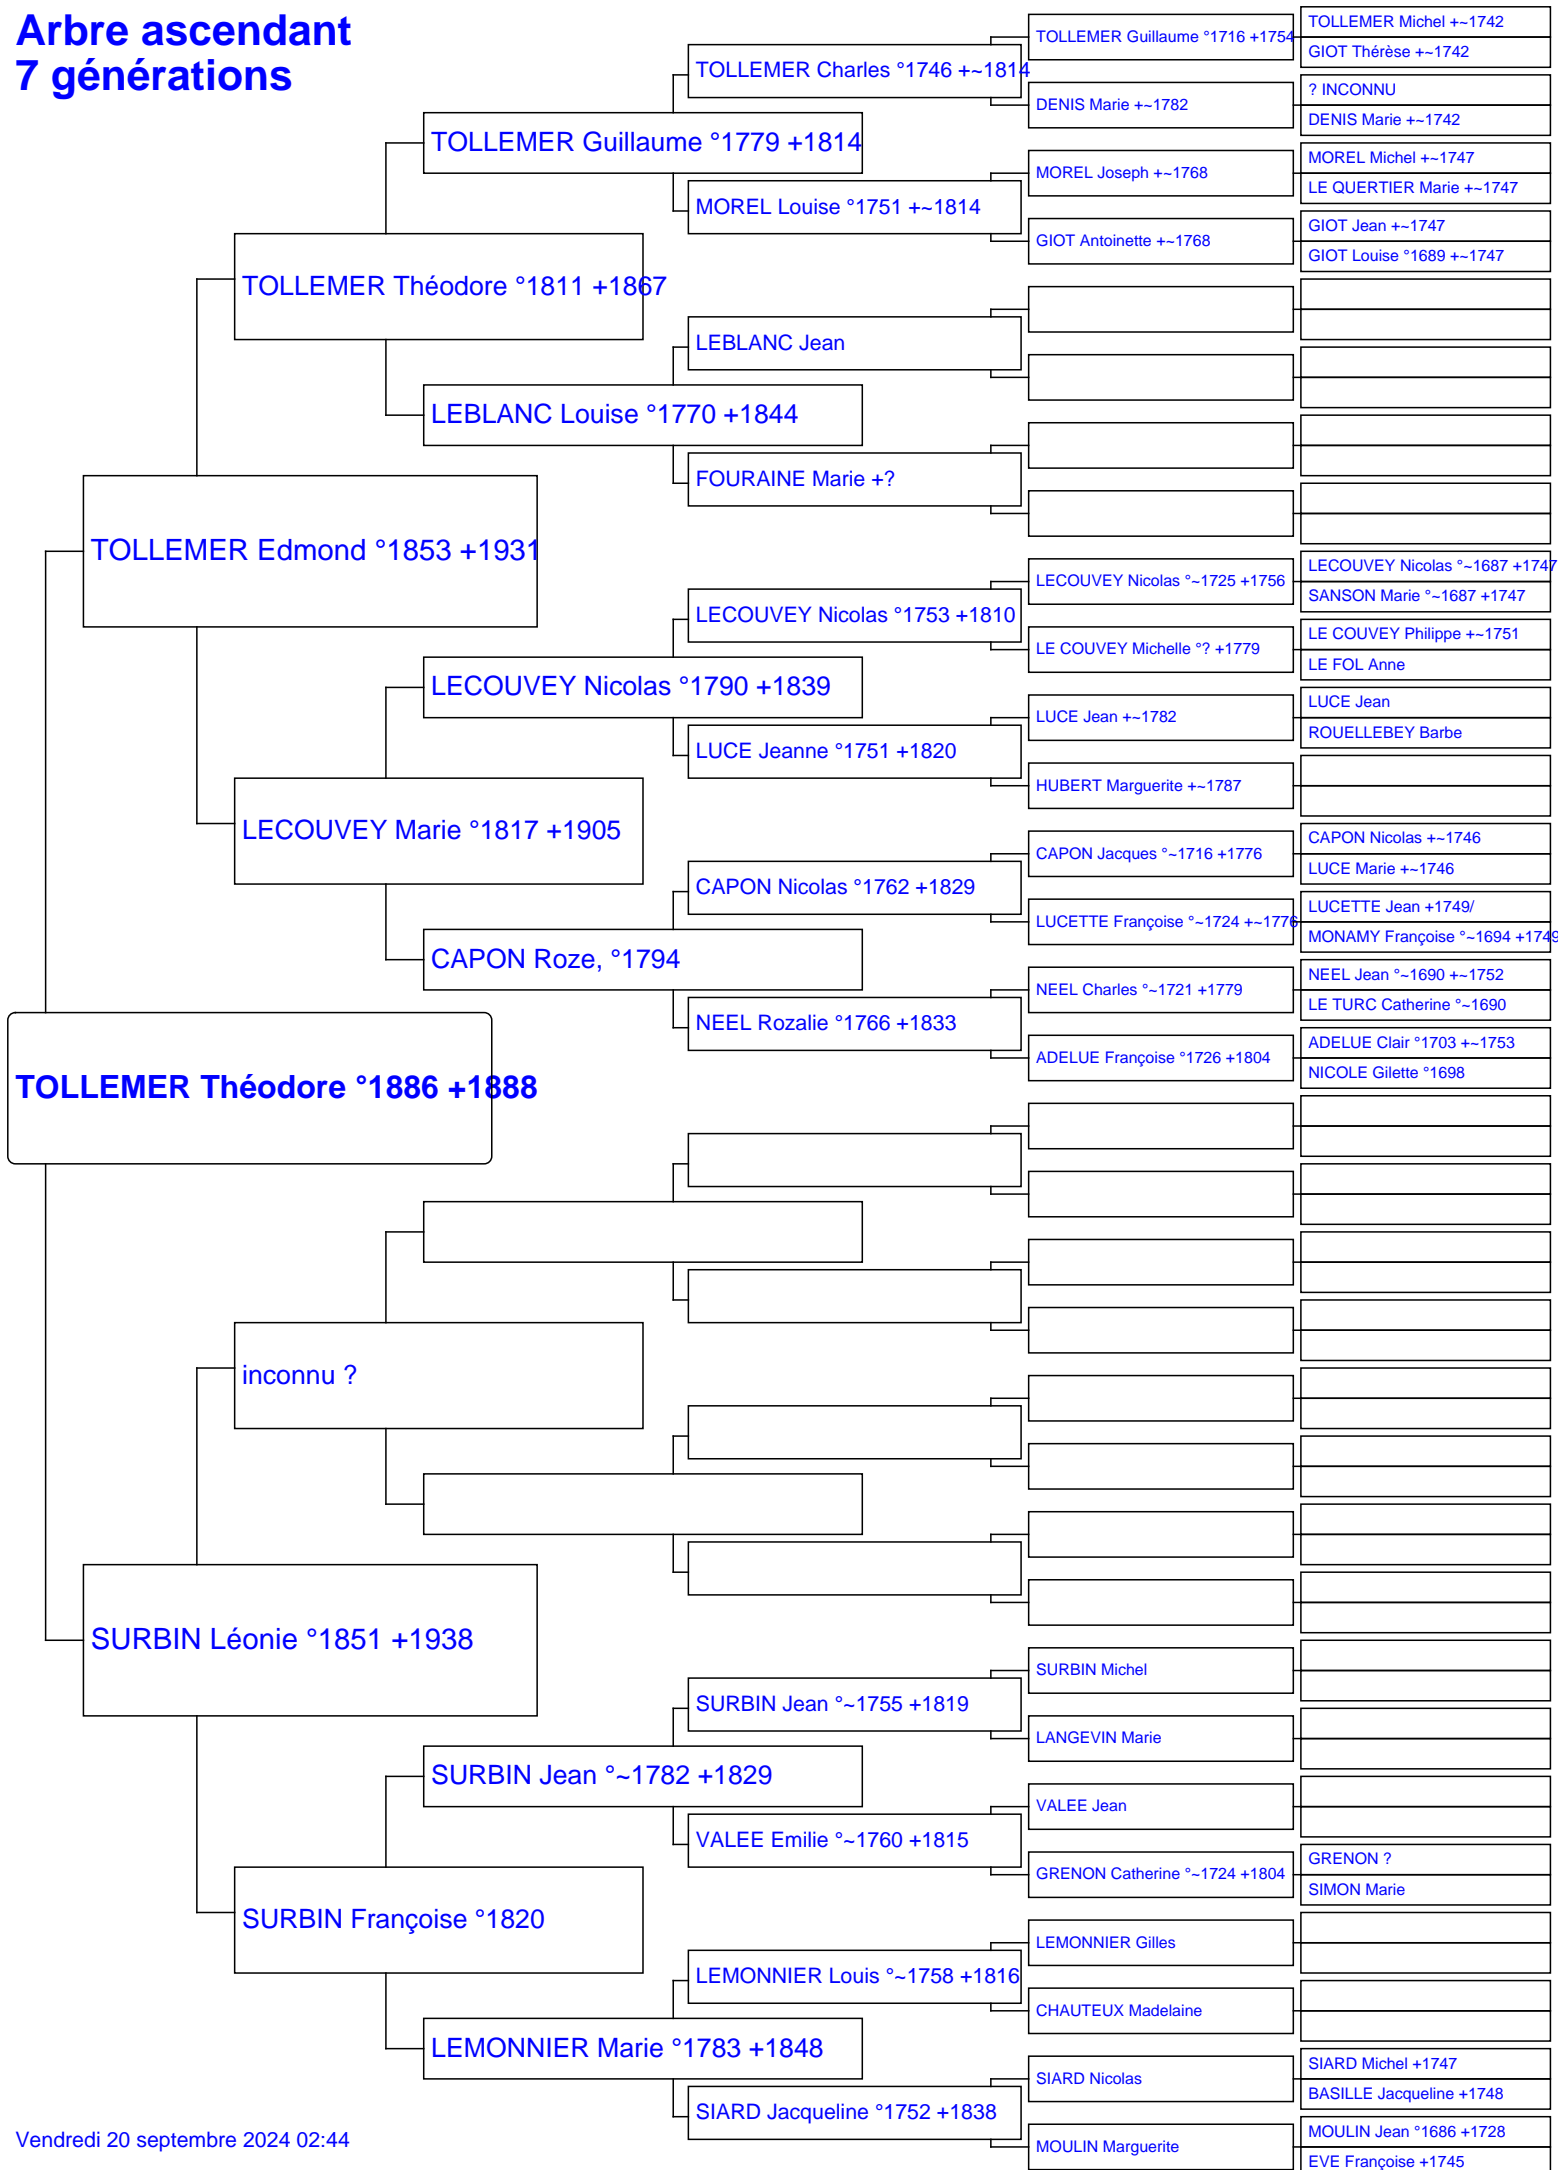 Arbre ascendant
7 générations
TOLLEMER Théodore °1886 +1888
TOLLEMER Edmond °1853 +1931
SURBIN Léonie °1851 +1938
TOLLEMER Théodore °1811 +1867
LECOUVEY Marie °1817 +1905
inconnu ?
SURBIN Françoise °1820
TOLLEMER Guillaume °1779 +1814
LEBLANC Louise °1770 +1844
LECOUVEY Nicolas °1790 +1839
CAPON Roze, °1794
SURBIN Jean °~1782 +1829
LEMONNIER Marie °1783 +1848
TOLLEMER Charles °1746 +~1814
MOREL Louise °1751 +~1814
LEBLANC Jean
FOURAINE Marie +?
LECOUVEY Nicolas °1753 +1810
LUCE Jeanne °1751 +1820
CAPON Nicolas °1762 +1829
NEEL Rozalie °1766 +1833
SURBIN Jean °~1755 +1819
VALEE Emilie °~1760 +1815
LEMONNIER Louis °~1758 +1816
SIARD Jacqueline °1752 +1838
TOLLEMER Guillaume °1716 +1754
DENIS Marie +~1782
MOREL Joseph +~1768
GIOT Antoinette +~1768
LECOUVEY Nicolas °~1725 +1756
LE COUVEY Michelle °? +1779
LUCE Jean +~1782
HUBERT Marguerite +~1787
CAPON Jacques °~1716 +1776
LUCETTE Françoise °~1724 +~1776
NEEL Charles °~1721 +1779
ADELUE Françoise °1726 +1804
SURBIN Michel
LANGEVIN Marie
VALEE Jean
GRENON Catherine °~1724 +1804
LEMONNIER Gilles
CHAUTEUX Madelaine
SIARD Nicolas
MOULIN Marguerite
TOLLEMER Michel +~1742
GIOT Thérèse +~1742
? INCONNU
DENIS Marie +~1742
MOREL Michel +~1747
LE QUERTIER Marie +~1747
GIOT Jean +~1747
GIOT Louise °1689 +~1747
LECOUVEY Nicolas °~1687 +1747
SANSON Marie °~1687 +1747
LE COUVEY Philippe +~1751
LE FOL Anne
LUCE Jean
ROUELLEBEY Barbe
CAPON Nicolas +~1746
LUCE Marie +~1746
LUCETTE Jean +1749/
MONAMY Françoise °~1694 +1749
NEEL Jean °~1690 +~1752
LE TURC Catherine °~1690
ADELUE Clair °1703 +~1753
NICOLE Gilette °1698
GRENON ?
SIMON Marie
SIARD Michel +1747
BASILLE Jacqueline +1748
MOULIN Jean °1686 +1728
EVE Françoise +1745
Vendredi 20 septembre 2024 02:44